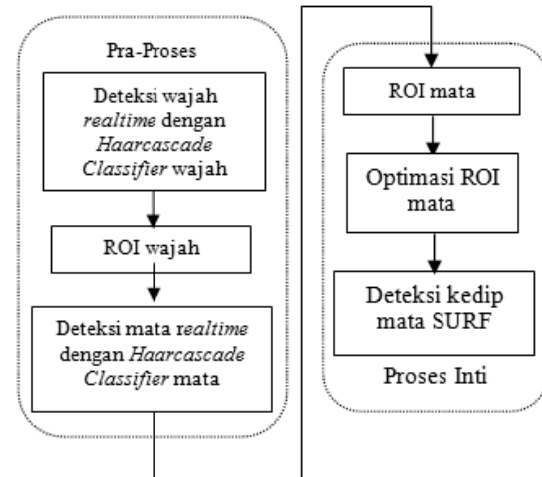 Pra-Proses
Deteksi wajah
realtime dengan
Haarcascade
Classifier wajah
ROI wajah
Deteksi mata realtime
dengan Haarcascade
Classifier mata
ROI mata
Optimasi ROI
mata
Deteksi kedip
mata SURF
Proses Inti